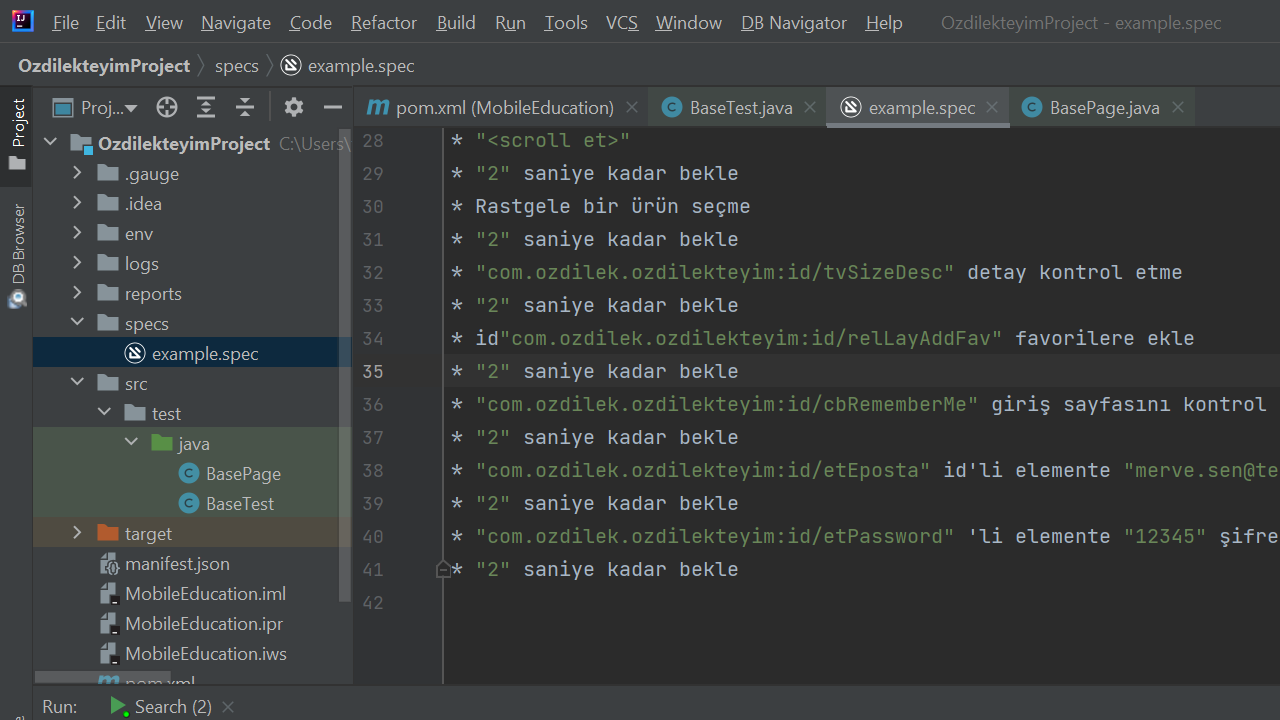 File Edit View Navigate Code Refactor Build Run Tools VCS Window DB Navigator Help OzdilekteyimProject - example.spec
OzdilekteyimProject specs example.spec
Project
DB Browser
Proj...
OzdilekteyimProject C:\Users\
.gauge
.idea
env
logs
reports
specs
example.spec
src
test
java
BasePage
BaseTest
target
manifest.json
MobileEducation.iml
MobileEducation.ipr
MobileEducation.iws
pom.xml
pom.xml (MobileEducation) BaseTest.java example.spec BasePage.java
28 * "<scroll et>"
29 * "2" saniye kadar bekle
30 * Rastgele bir ürün seçme
31 * "2" saniye kadar bekle
32 * "com.ozdilek.ozdilekteyim:id/tvSizeDesc" detay kontrol etme
33 * "2" saniye kadar bekle
34 * id"com.ozdilek.ozdilekteyim:id/relLayAddFav" favorilere ekle
35 * "2" saniye kadar bekle
36 * "com.ozdilek.ozdilekteyim:id/cbRememberMe" giriş sayfasını kontrol
37 * "2" saniye kadar bekle
38 * "com.ozdilek.ozdilekteyim:id/etEposta" id'li elemente "merve.sen@te
39 * "2" saniye kadar bekle
40 * "com.ozdilek.ozdilekteyim:id/etPassword" 'li elemente "12345" şifre
41 * "2" saniye kadar bekle
42
Run: Search (2)